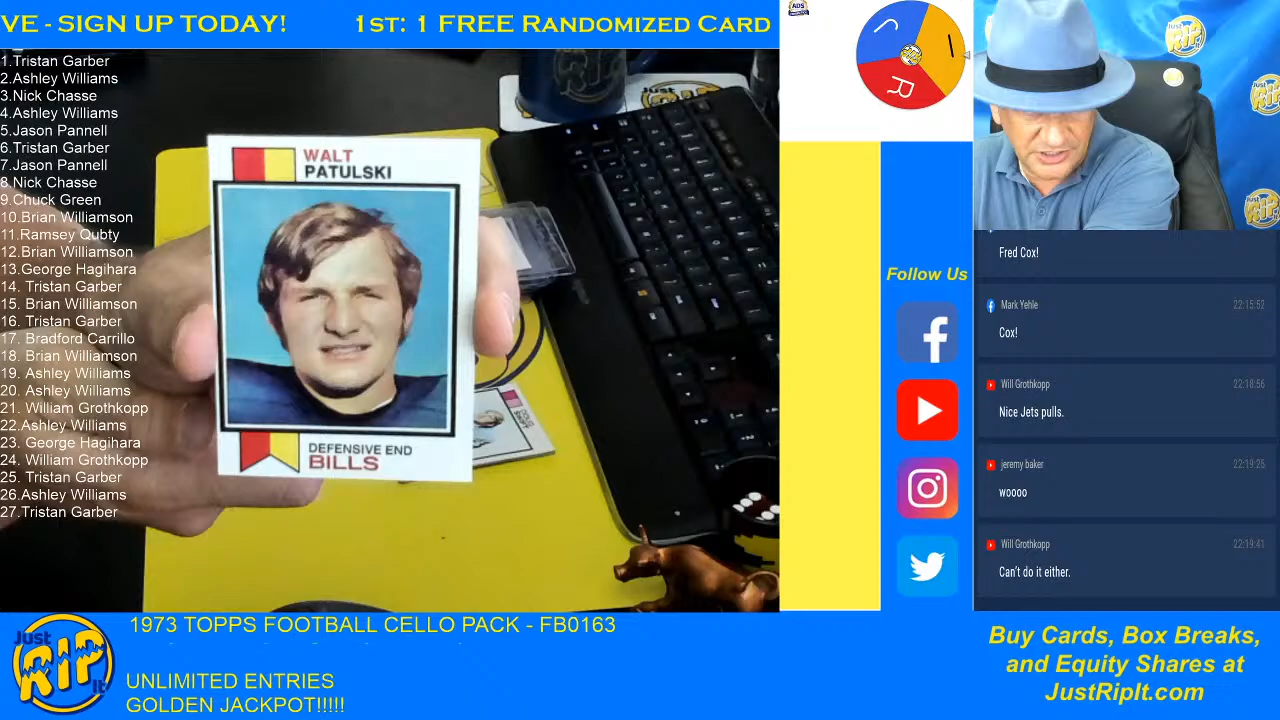 VE - SIGN UP TODAY! 1ST: 1 FREE RANDOMIZED CARD
1.Tristan Garber
2.Ashley Williams
3.Nick Chasse
4.Ashley Williams
5.Jason Pannell
6.Tristan Garber
7.Jason Pannell
8.Nick Chasse
9.Chuck Green
10.Brian Williamson
11.Ramsey Qubty
12.Brian Williamson
13.George Hagihara
14. Tristan Garber
15. Brian Williamson
16. Tristan Garber
17. Bradford Carrillo
18. Brian Williamson
19. Ashley Williams
20. Ashley Williams
21. William Grothkopp
22.Ashley Williams
23. George Hagihara
24. William Grothkopp
25. Tristan Garber
26.Ashley Williams
27.Tristan Garber
WALT
PATULSKI
DEFENSIVE END
BILLS
ADS
J
I
R
Just
RIP
Follow Us
Fred Cox!
Mark Yehle 22:15:52
Cox!
Will Grothkopp 22:18:56
Nice Jets pulls.
jeremy baker 22:19:25
woooo
Will Grothkopp 22:19:41
Can't do it either.
Just
RIP
It
1973 TOPPS FOOTBALL CELLO PACK - FB0163
UNLIMITED ENTRIES
GOLDEN JACKPOT!!!!!
Buy Cards, Box Breaks,
and Equity Shares at
JustRipIt.com